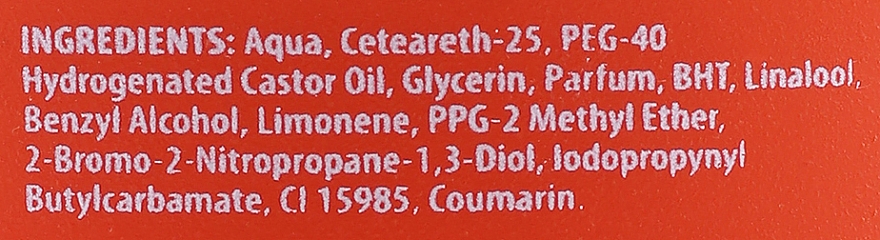 INGREDIENTS: Aqua, Ceteareth-25, PEG-40
Hydrogenated Castor Oil, Glycerin, Parfum, BHT, Linalool,
Benzyl Alcohol, Limonene, PPG-2 Methyl Ether,
2-Bromo-2-Nitropropane-1,3-Diol, Iodopropynyl
Butylcarbamate, CI 15985, Coumarin.